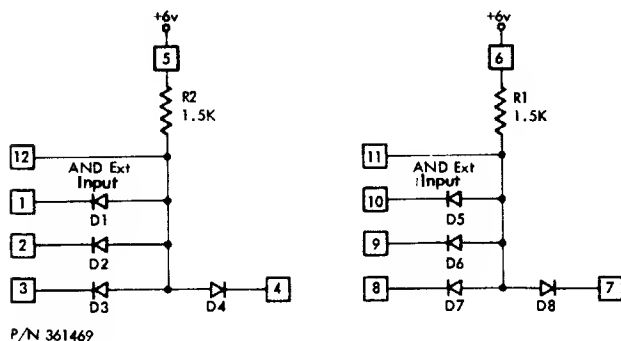 +6v
5
R2
1.5K
12
AND Ext
Input
1
D1
2
D2
3
D3
D4
4
P/N 361469
+6v
6
R1
1.5K
11
AND Ext
Input
10
D5
9
D6
8
D7
D8
7